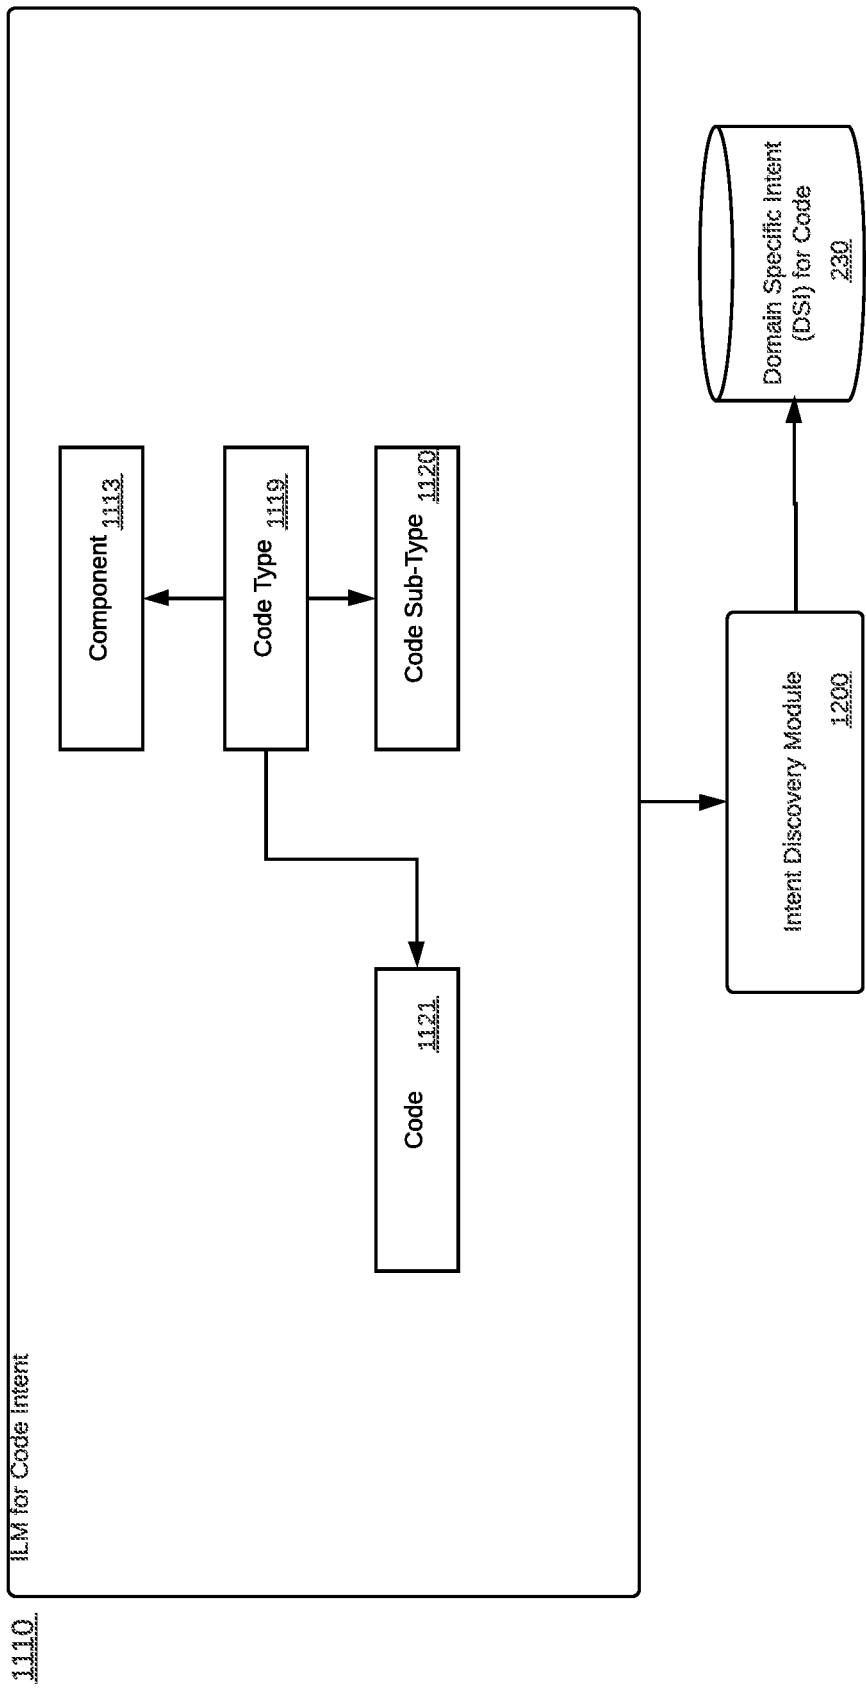 1110
ILM for Code Intent
Component 1113
Code Type 1119
Code Sub-Type 1120
Code 1121
Intent Discovery Module
1200
Domain Specific Intent
(DSI) for Code
230